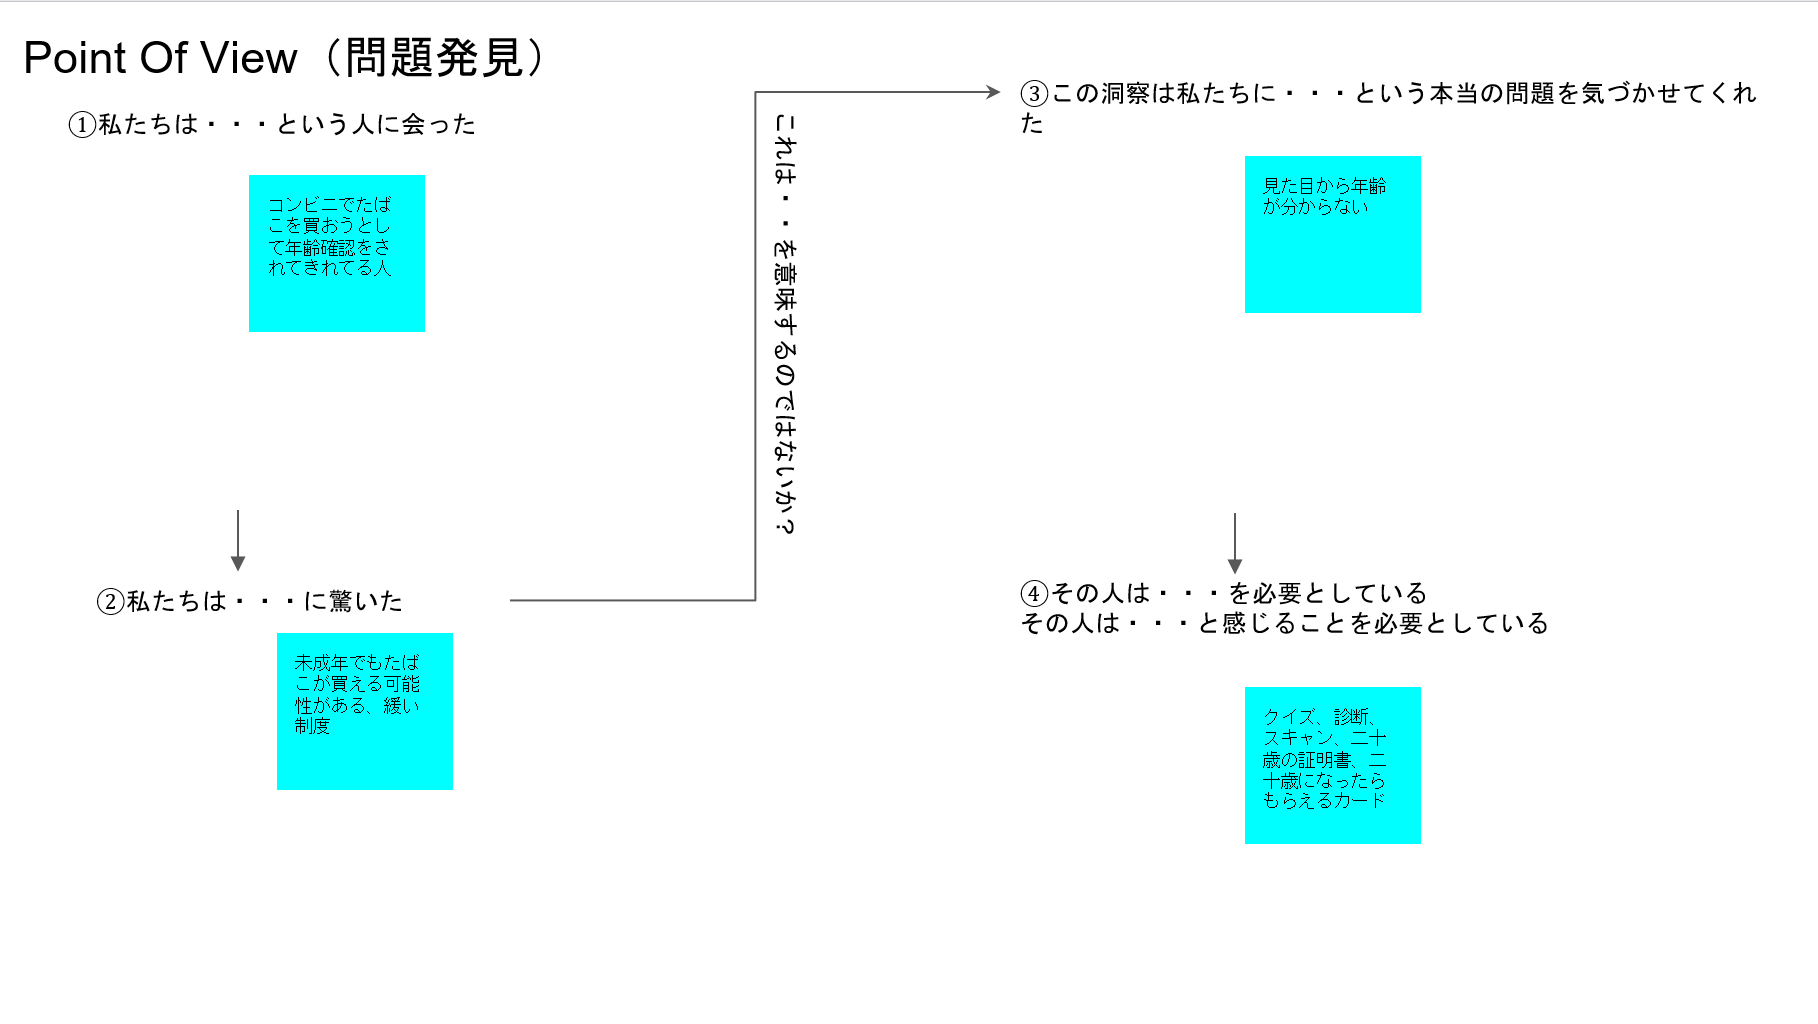 Point Of View（問題発見）
①私たちは・・・という人に会った
コンビニでたば
こを買おうとし
て年齢確認をさ
れてきれてる人
②私たちは・・・に驚いた
未成年でもたば
こが買える可能
性がある、緩い
制度
これは・・を意味するのではないか？
③この洞察は私たちに・・・という本当の問題を気づかせてくれ
た
見た目から年齢
が分からない
④その人は・・・を必要としている
その人は・・・と感じることを必要としている
クイズ、診断、
スキャン、二十
歳の証明書、二
十歳になったら
もらえるカード